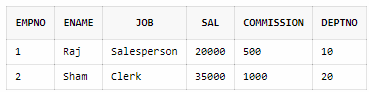 EMPNO ENAME JOB SAL COMMISSION DEPTNO
1 Raj Salesperson 20000 500 10
2 Sham Clerk 35000 1000 20